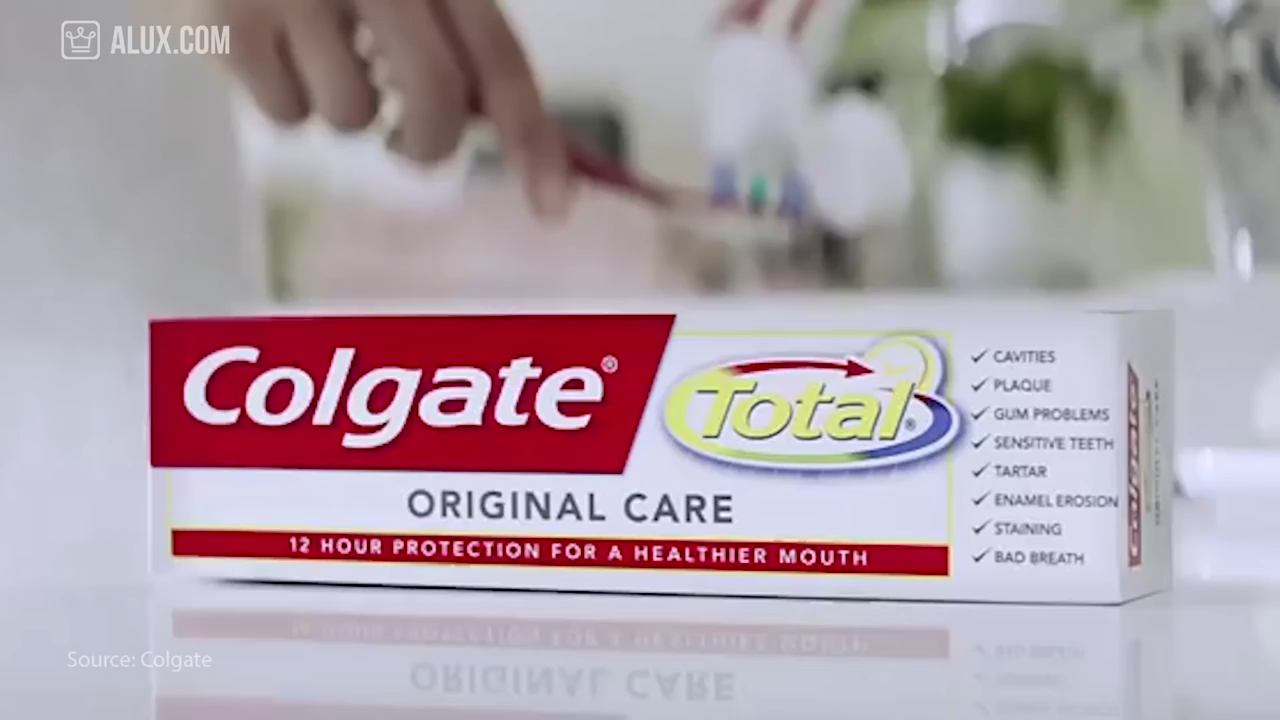 ALUX.COM
Colgate®
Total®
ORIGINAL CARE
12 HOUR PROTECTION FOR A HEALTHIER MOUTH
✓ CAVITIES
✓ PLAQUE
✓ GUM PROBLEMS
✓ SENSITIVE TEETH
✓ TARTAR
✓ ENAMEL EROSION
✓ STAINING
✓ BAD BREATH
Colgate
Source: Colgate